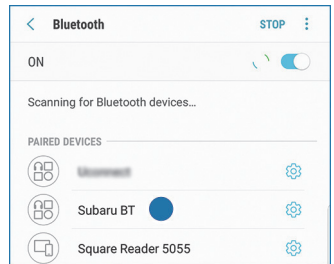 Bluetooth STOP
ON
Scanning for Bluetooth devices...
PAIRED DEVICES
Subaru BT
Square Reader 5055